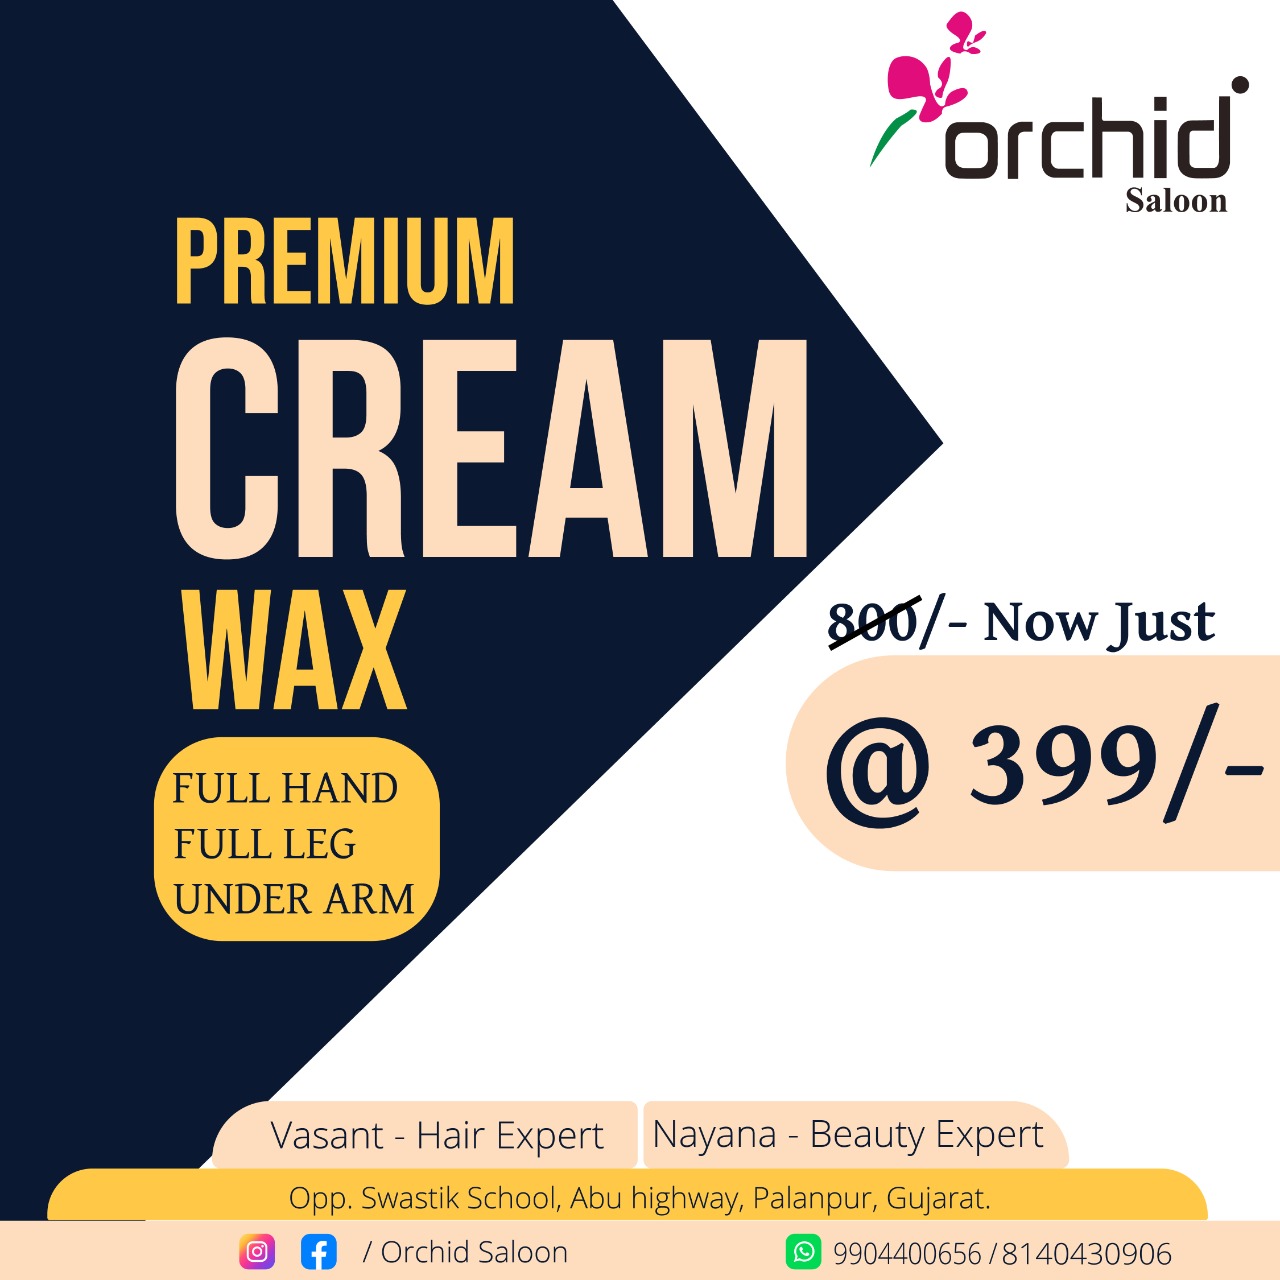 orchid
Saloon
PREMIUM
CREAM
WAX
800/- Now Just
@ 399/-
FULL HAND
FULL LEG
UNDER ARM
Vasant - Hair Expert
Nayana - Beauty Expert
Opp. Swastik School, Abu highway, Palanpur, Gujarat.
/ Orchid Saloon
9904400656 / 8140430906